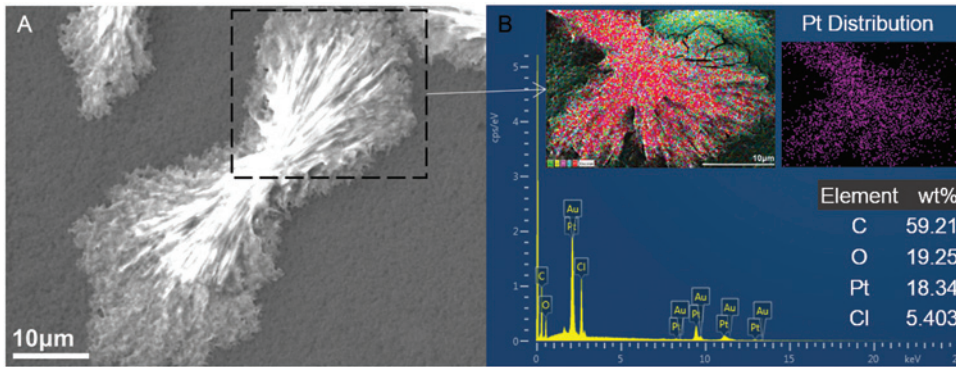 A
10µm
B
Pt Distribution
10µm
cps/eV
5
4
3
2
1
0
Element wt%
C 59.21
O 19.25
Pt 18.34
Cl 5.403
C
O
Au
Pt
Cl
Au
Pt
Au
Pt
Au
Pt
Au
Pt
0 5 10 15 20 keV